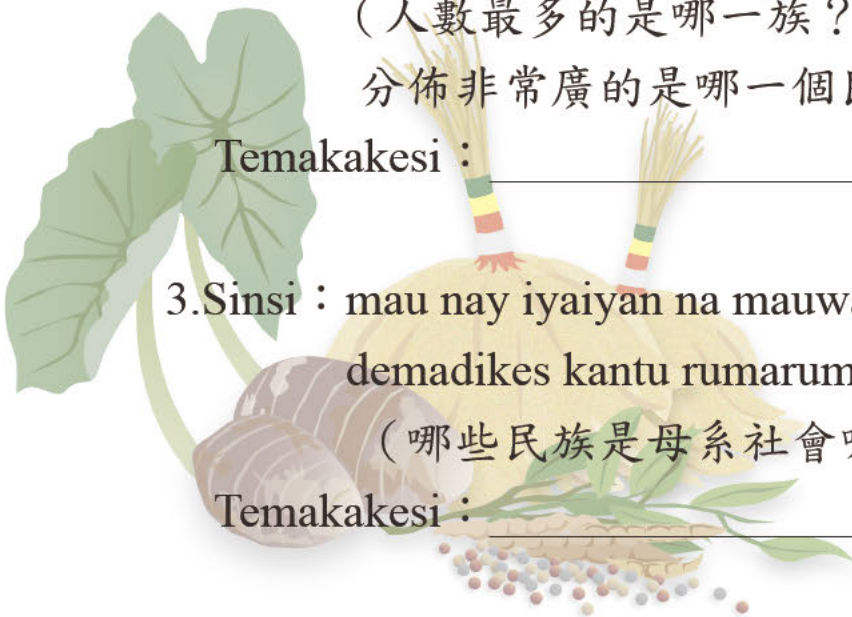 （人數最多的是哪一族？
分佈非常廣的是哪一個
Temakakesi：
3.Sinsi：mau nay iyaiyan na mauw
demadikes kantu rumarum
（哪些民族是母系社會
Temakakesi：